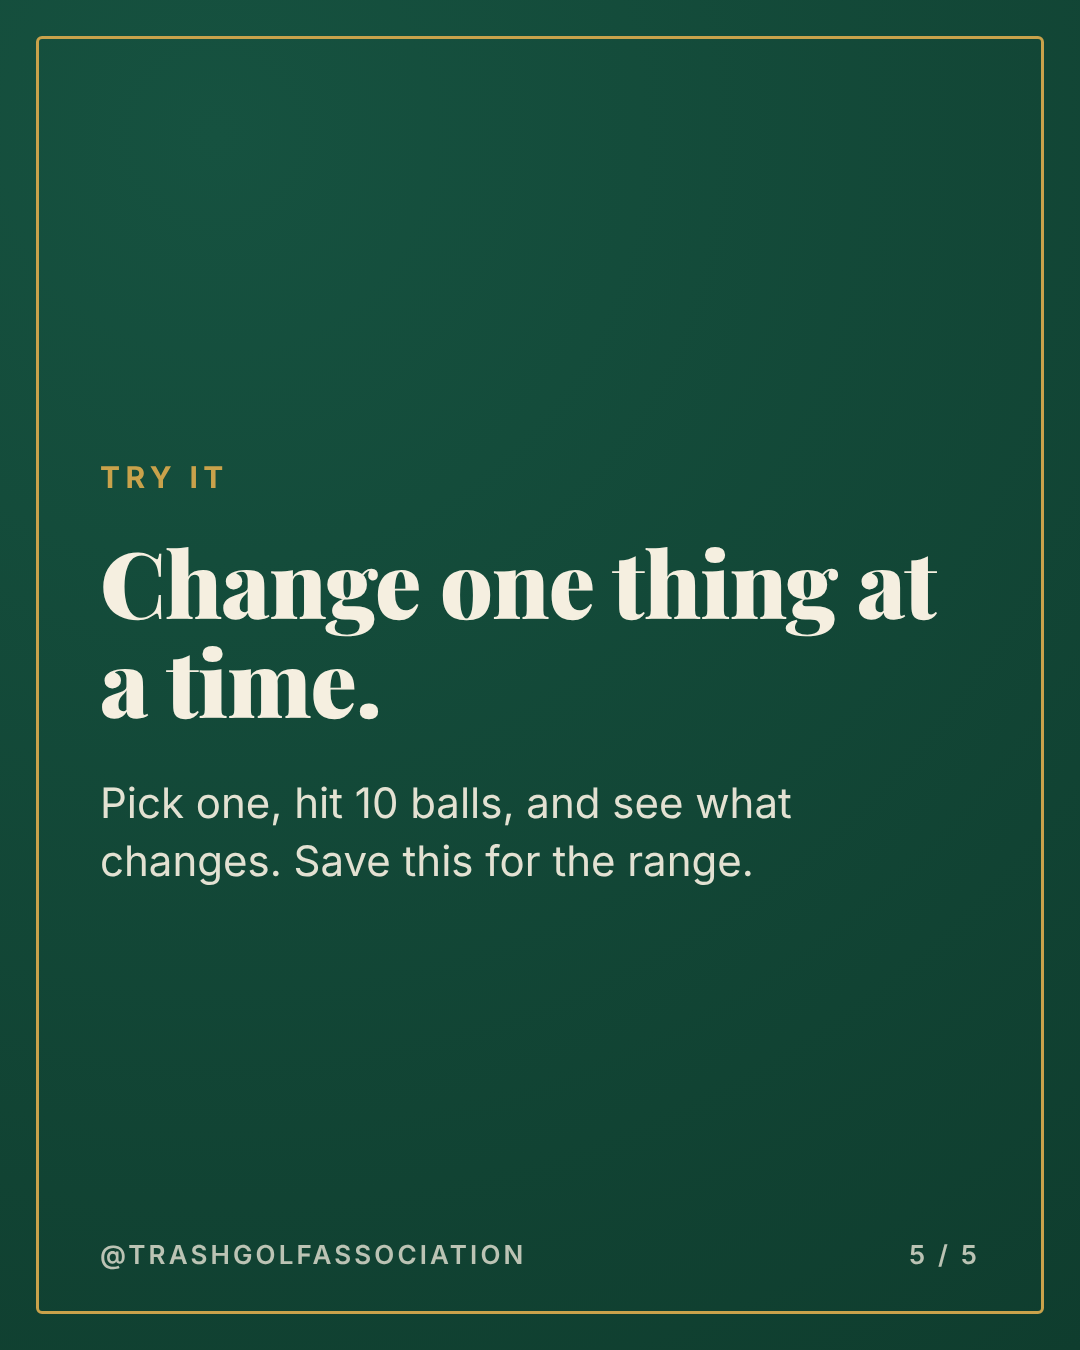 TRY IT
Change one thing at
a time.
Pick one, hit 10 balls, and see what
changes. Save this for the range.
@TRASHGOLFASSOCIATION
5 / 5